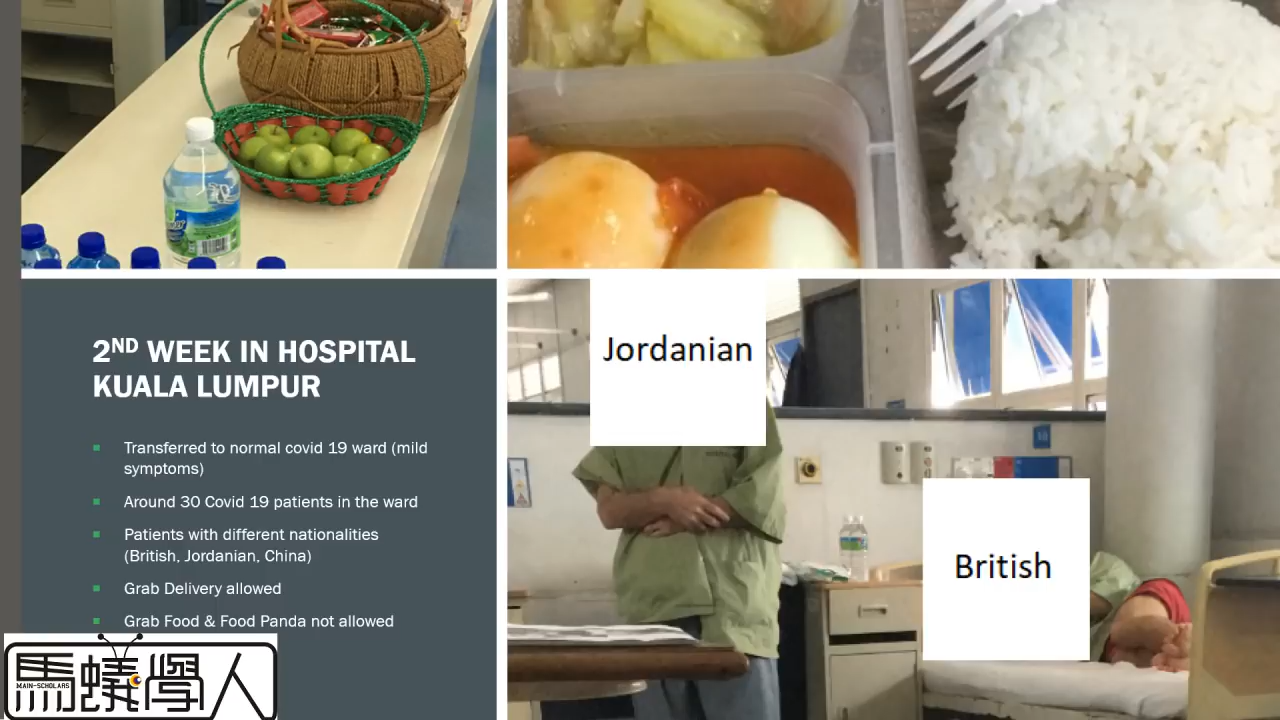 2ND WEEK IN HOSPITAL
KUALA LUMPUR
Transferred to normal covid 19 ward (mild
symptoms)
Around 30 Covid 19 patients in the ward
Patients with different nationalities
(British, Jordanian, China)
Grab Delivery allowed
Grab Food & Food Panda not allowed
Jordanian
British
馬蟻學人
MAIN-SCHOLARS